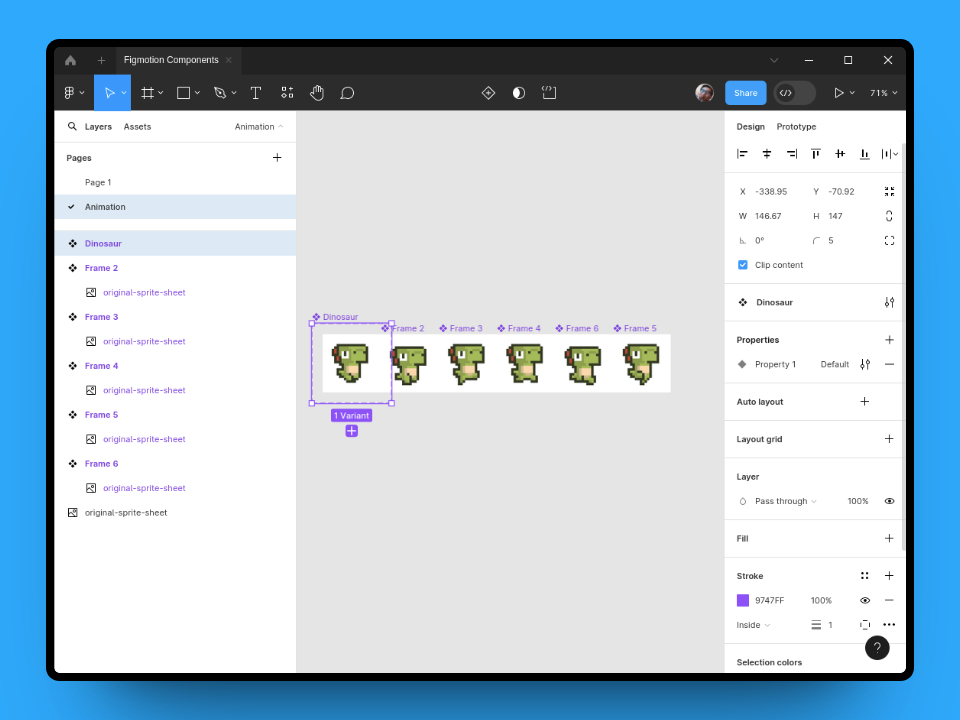 Figmotion Components
Share
71%
Layers
Assets
Animation
Pages
Page 1
Animation
Dinosaur
Frame 2
original-sprite-sheet
Frame 3
original-sprite-sheet
Frame 4
original-sprite-sheet
Frame 5
original-sprite-sheet
Frame 6
original-sprite-sheet
original-sprite-sheet
Dinosaur
Frame 2
Frame 3
Frame 4
Frame 6
Frame 5
1 Variant
Design
Prototype
X -338.95 Y -70.92
W 146.67 H 147
0° 5
Clip content
Dinosaur
Properties
Property 1 Default
Auto layout
Layout grid
Layer
Pass through 100%
Fill
Stroke
9747FF 100%
Inside 1
?
Selection colors